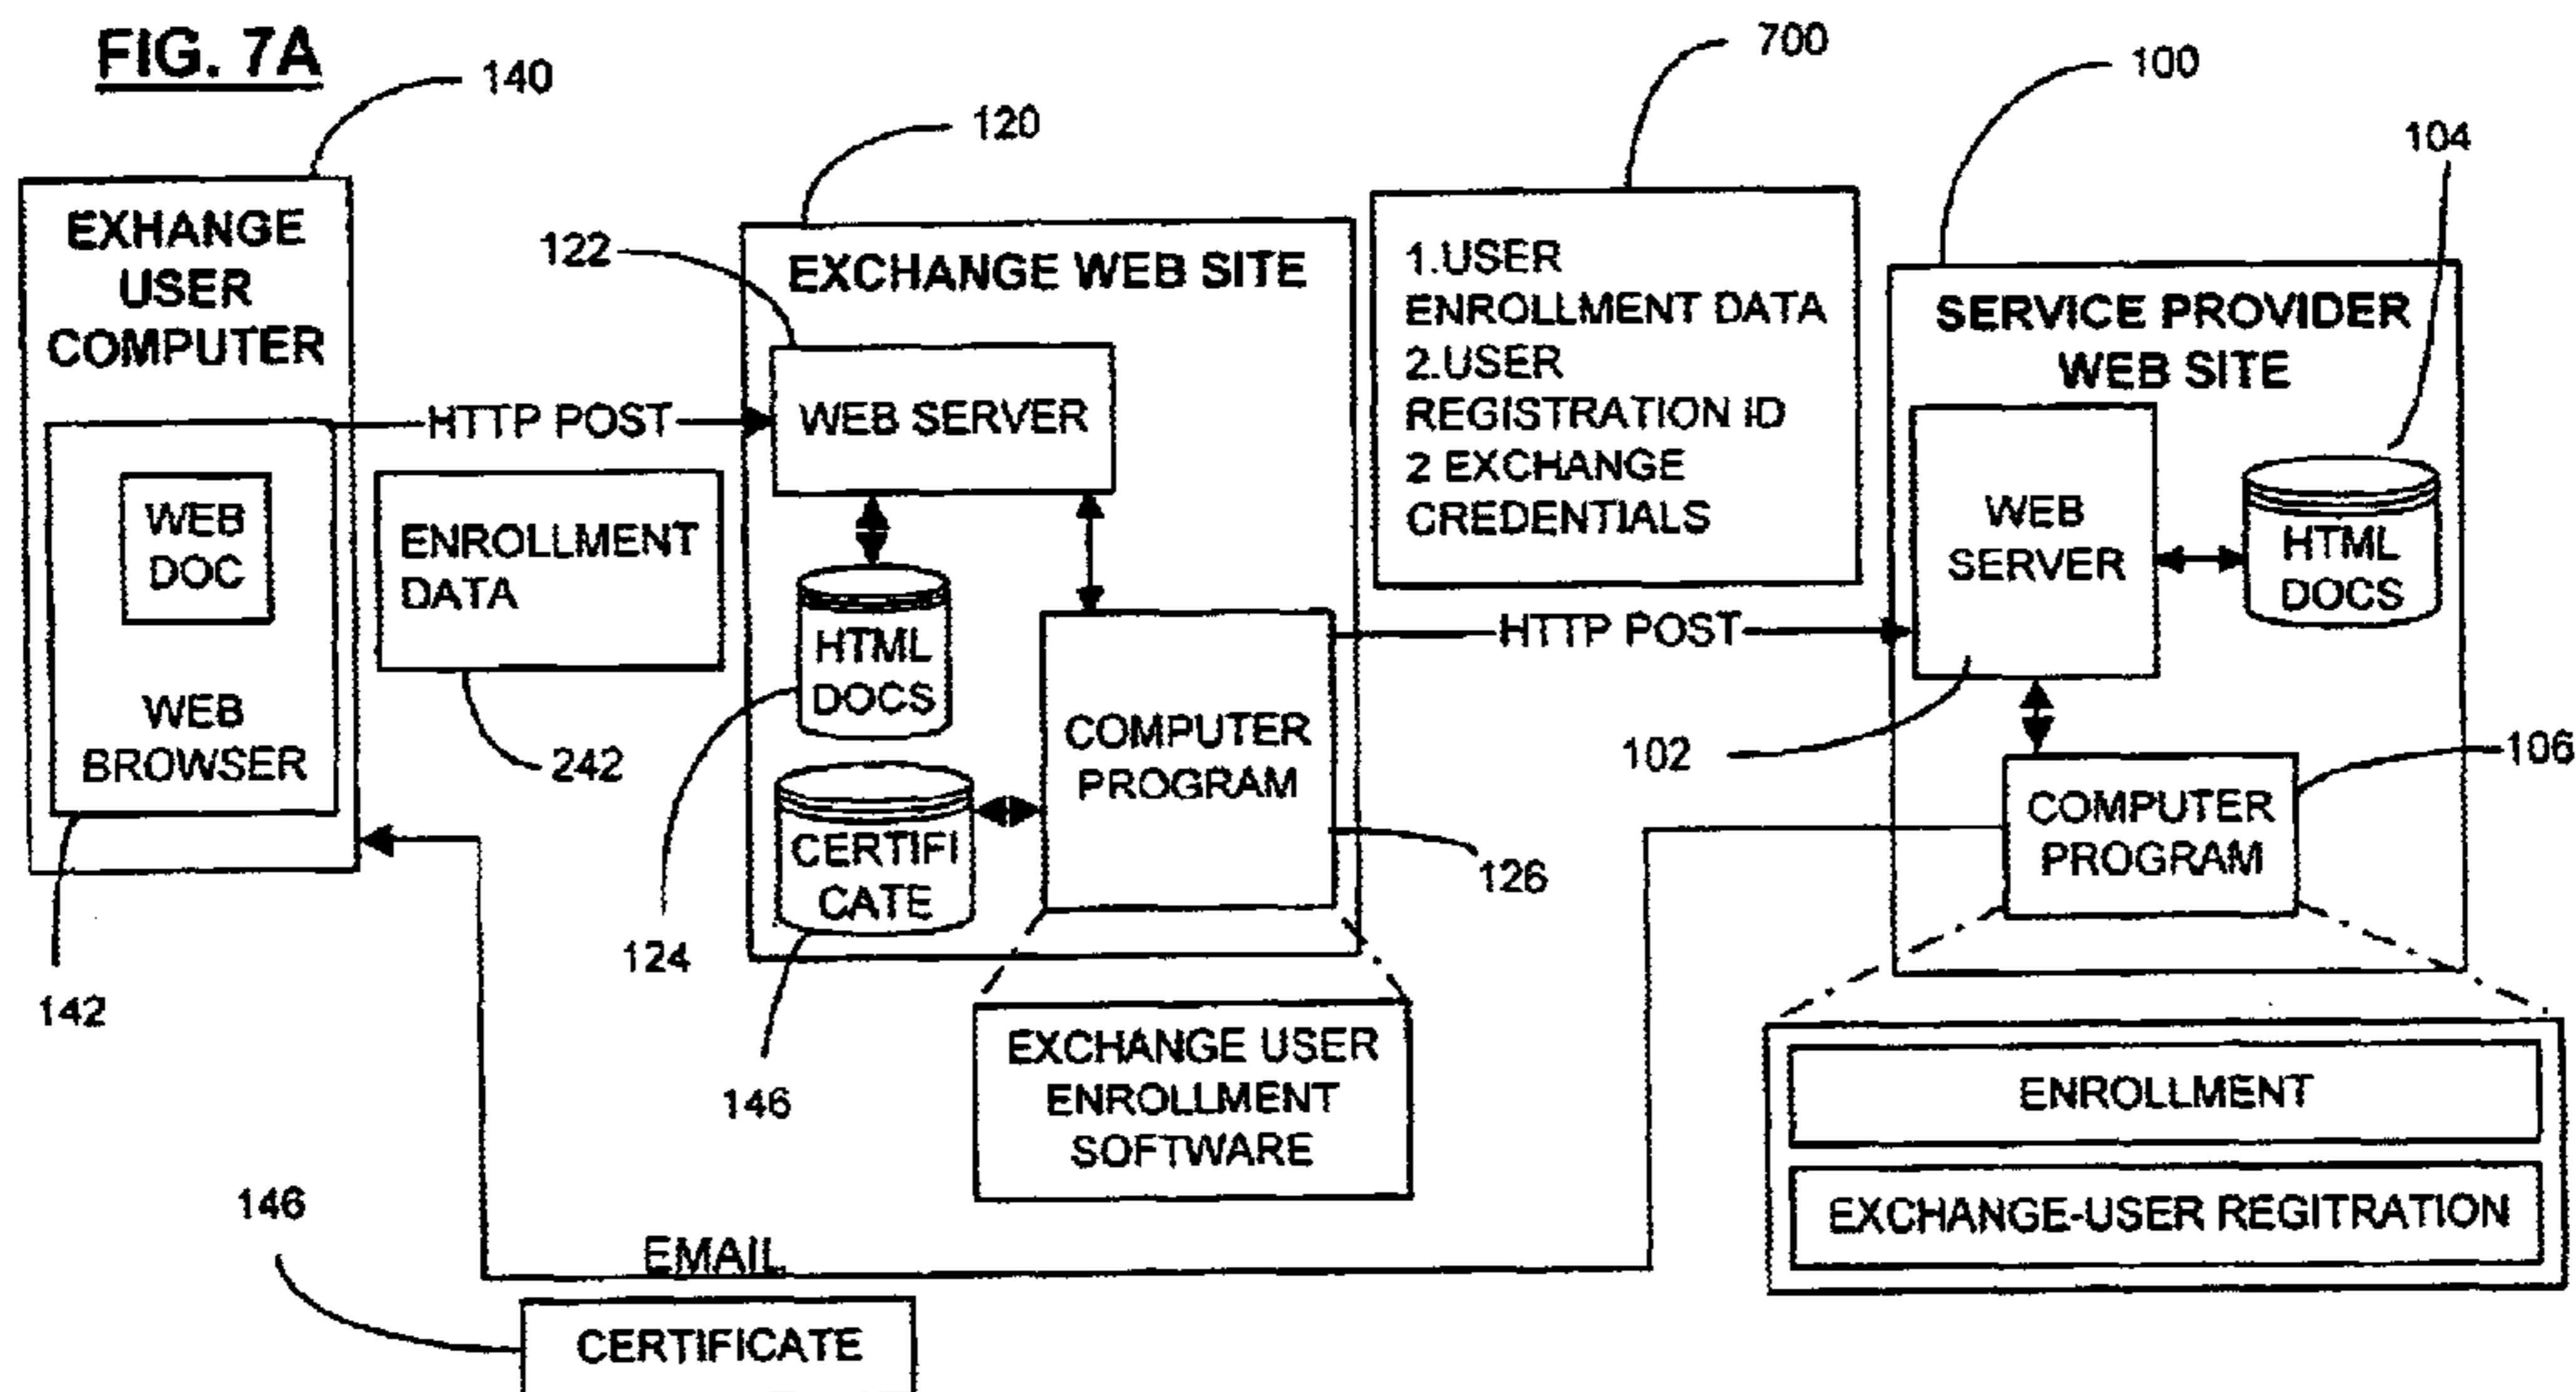 FIG. 7A
140
120
700
100
104
EXHANGE
USER
COMPUTER
HTTP POST
WEB
DOC
WEB
BROWSER
142
ENROLLMENT
DATA
242
122
EXCHANGE WEB SITE
WEB SERVER
HTML
DOCS
124
CERTIFI
CATE
146
COMPUTER
PROGRAM
126
EXCHANGE USER
ENROLLMENT
SOFTWARE
1.USER
ENROLLMENT DATA
2.USER
REGISTRATION ID
2 EXCHANGE
CREDENTIALS
HTTP POST
SERVICE PROVIDER
WEB SITE
WEB
SERVER
HTML
DOCS
102
106
COMPUTER
PROGRAM
ENROLLMENT
EXCHANGE-USER REGITRATION
EMAIL
146
CERTIFICATE